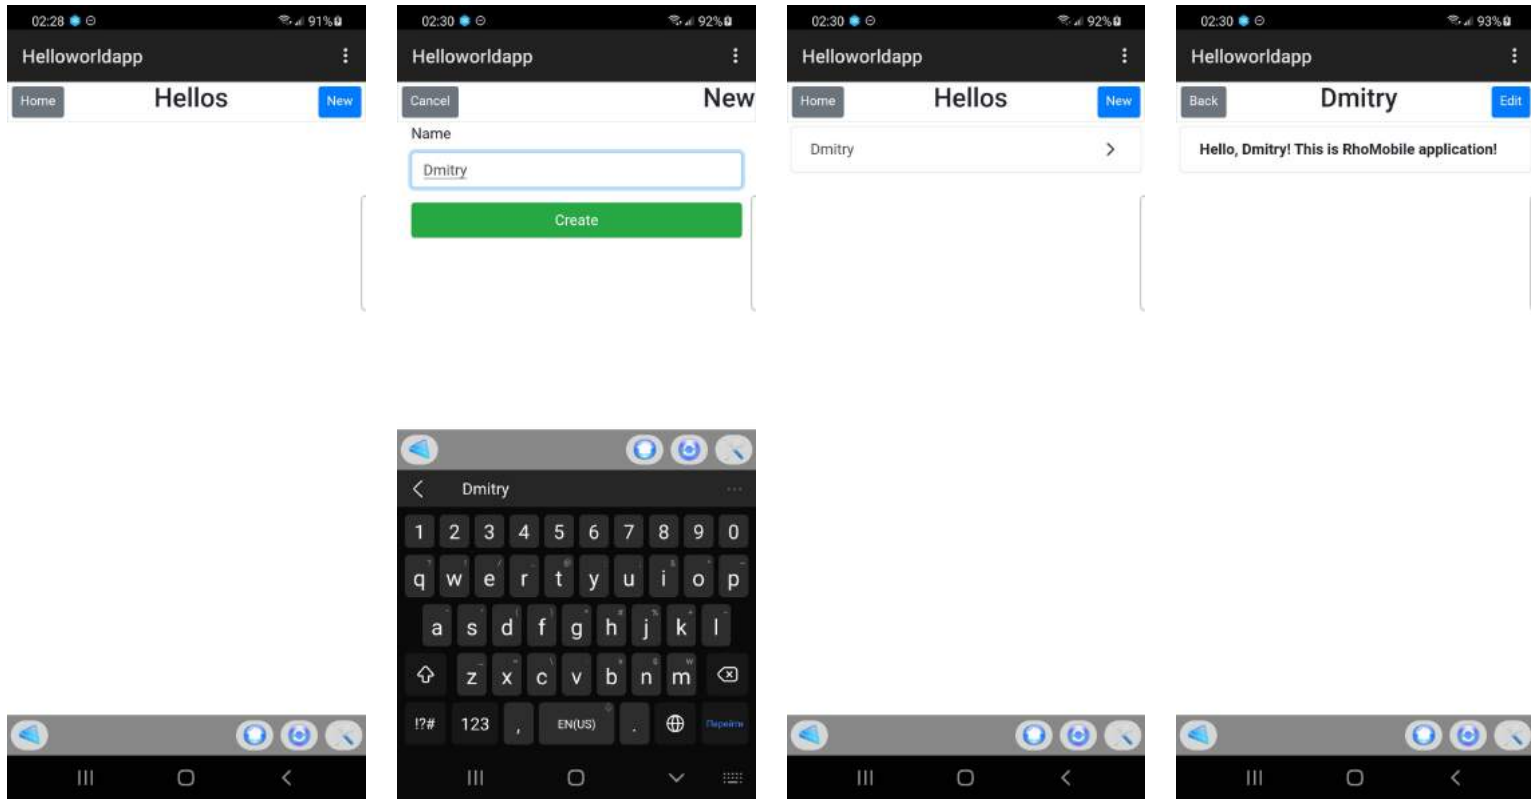 02:28 91%
Helloworldapp
Home Hellos New
02:30 92%
Helloworldapp
Cancel New
Name
Dmitry
Create
Dmitry
1 2 3 4 5 6 7 8 9 0
q w e r t y u i o p
a s d f g h j k l
z x c v b n m
!?# 123 , EN(US) . Перейти
02:30 92%
Helloworldapp
Home Hellos New
Dmitry
02:30 93%
Helloworldapp
Back Dmitry Edit
Hello, Dmitry! This is RhoMobile application!